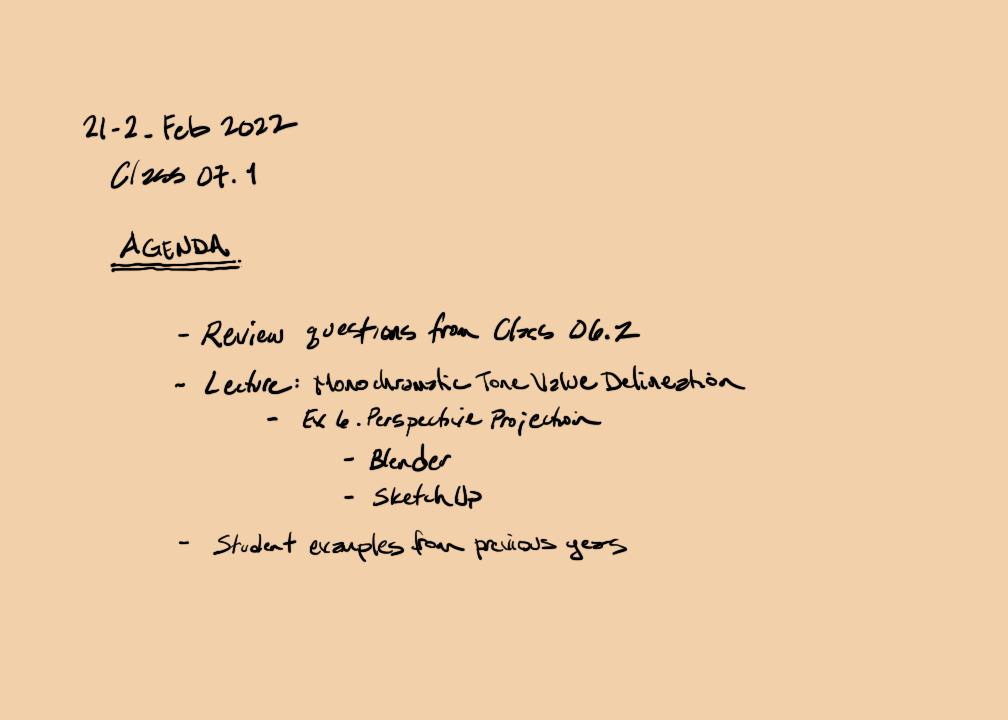 21-2. Feb 2022
Class 07.1
AGENDA
- Review questions from Class 06.2
- Lecture: Monochromatic Tone Value Delineation
- Ex 6. Perspective Projection
- Blender
- SketchUp
- Student examples from previous years